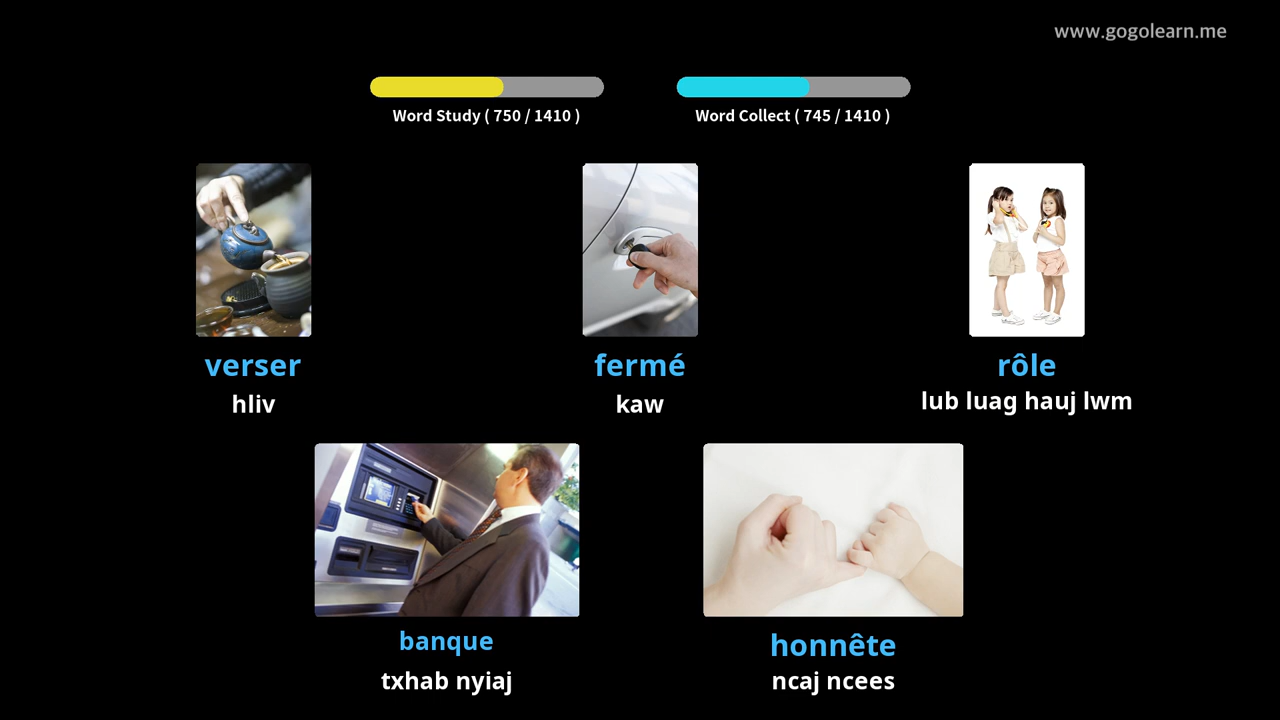 www.gogolearn.me
Word Study ( 750 / 1410 )
Word Collect ( 745 / 1410 )
verser
hliv
fermé
kaw
rôle
lub luag hauj lwm
banque
txhab nyiaj
honnête
ncaj ncees